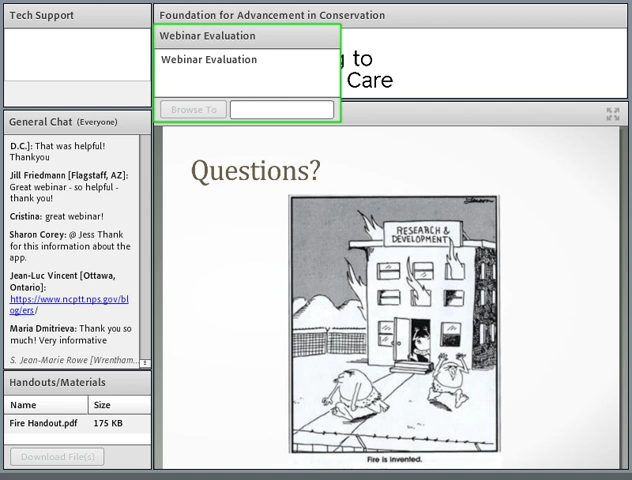 Tech Support
Foundation for Advancement in Conservation
Webinar Evaluation
Webinar Evaluation
to
Care
Browse To
General Chat (Everyone)
D.C.]: That was helpful!
Thankyou
Jill Friedmann [Flagstaff, AZ]:
Great webinar - so helpful -
thank you!
Cristina: great webinar!
Sharon Corey: @ Jess Thank
for this information about the
app.
Jean-Luc Vincent [Ottawa,
Ontario]:
https://www.ncptt.nps.gov/bl
og/ers/
Maria Dmitrieva: Thank you so
much! Very informative
S. Jean-Marie Rowe [Wrentham...
Handouts/Materials
Name Size
Fire Handout.pdf 175 KB
Download File(s)
Questions?
Larson
RESEARCH &
DEVELOPMENT
Fire is invented.